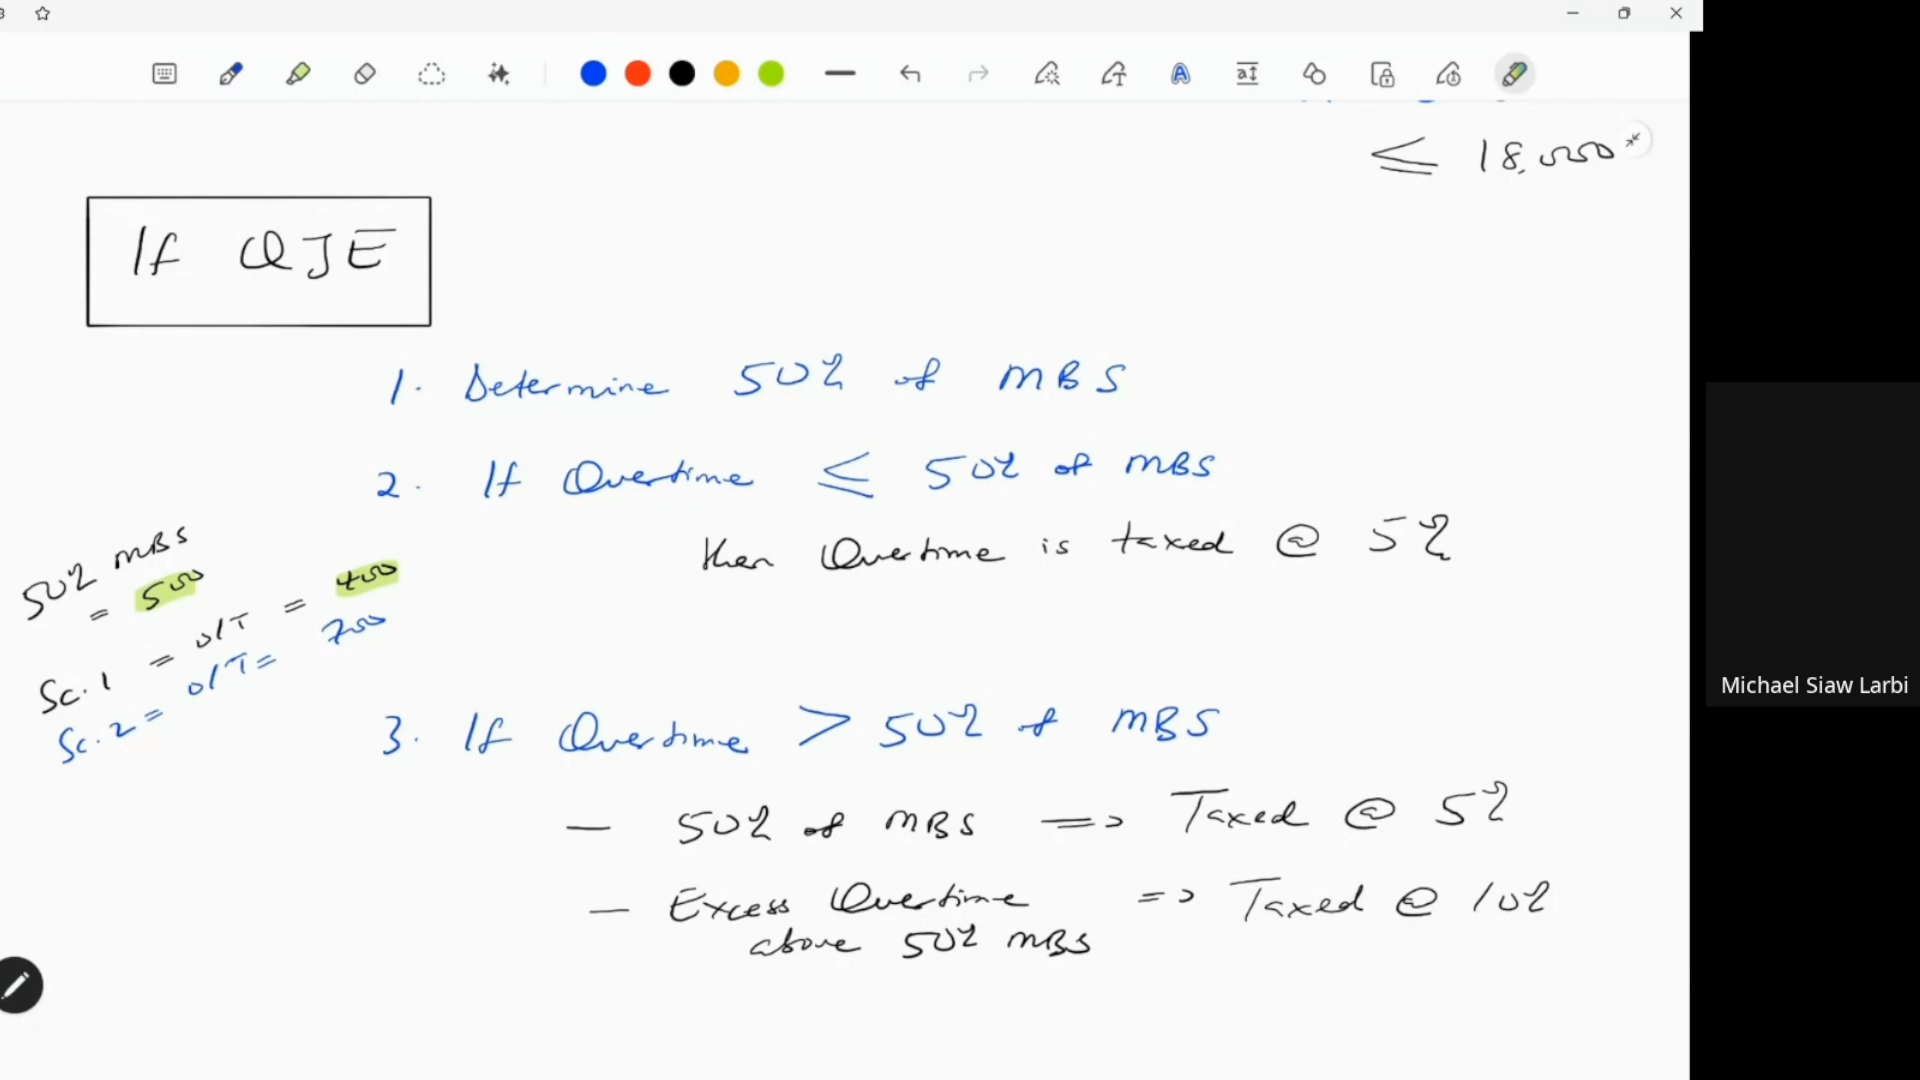 ≤ 18,000
If QJE
1. Determine 50% of MBS
2. If Overtime ≤ 50% of MBS
then Overtime is taxed @ 5%
50% MBS
= 500
Sc. 1 = O/T = 400
Sc. 2 = O/T = 700
3. If Overtime > 50% of MBS
— 50% of MBS => Taxed @ 5%
— Excess Overtime => Taxed @ 10%
above 50% MBS
Michael Siaw Larbi